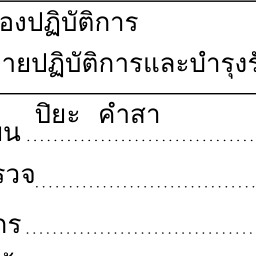 องปฏิบัติการ
ายปฏิบัติการและบำรุงรั
ปิยะ คำสา
ยน
รวจ
าร